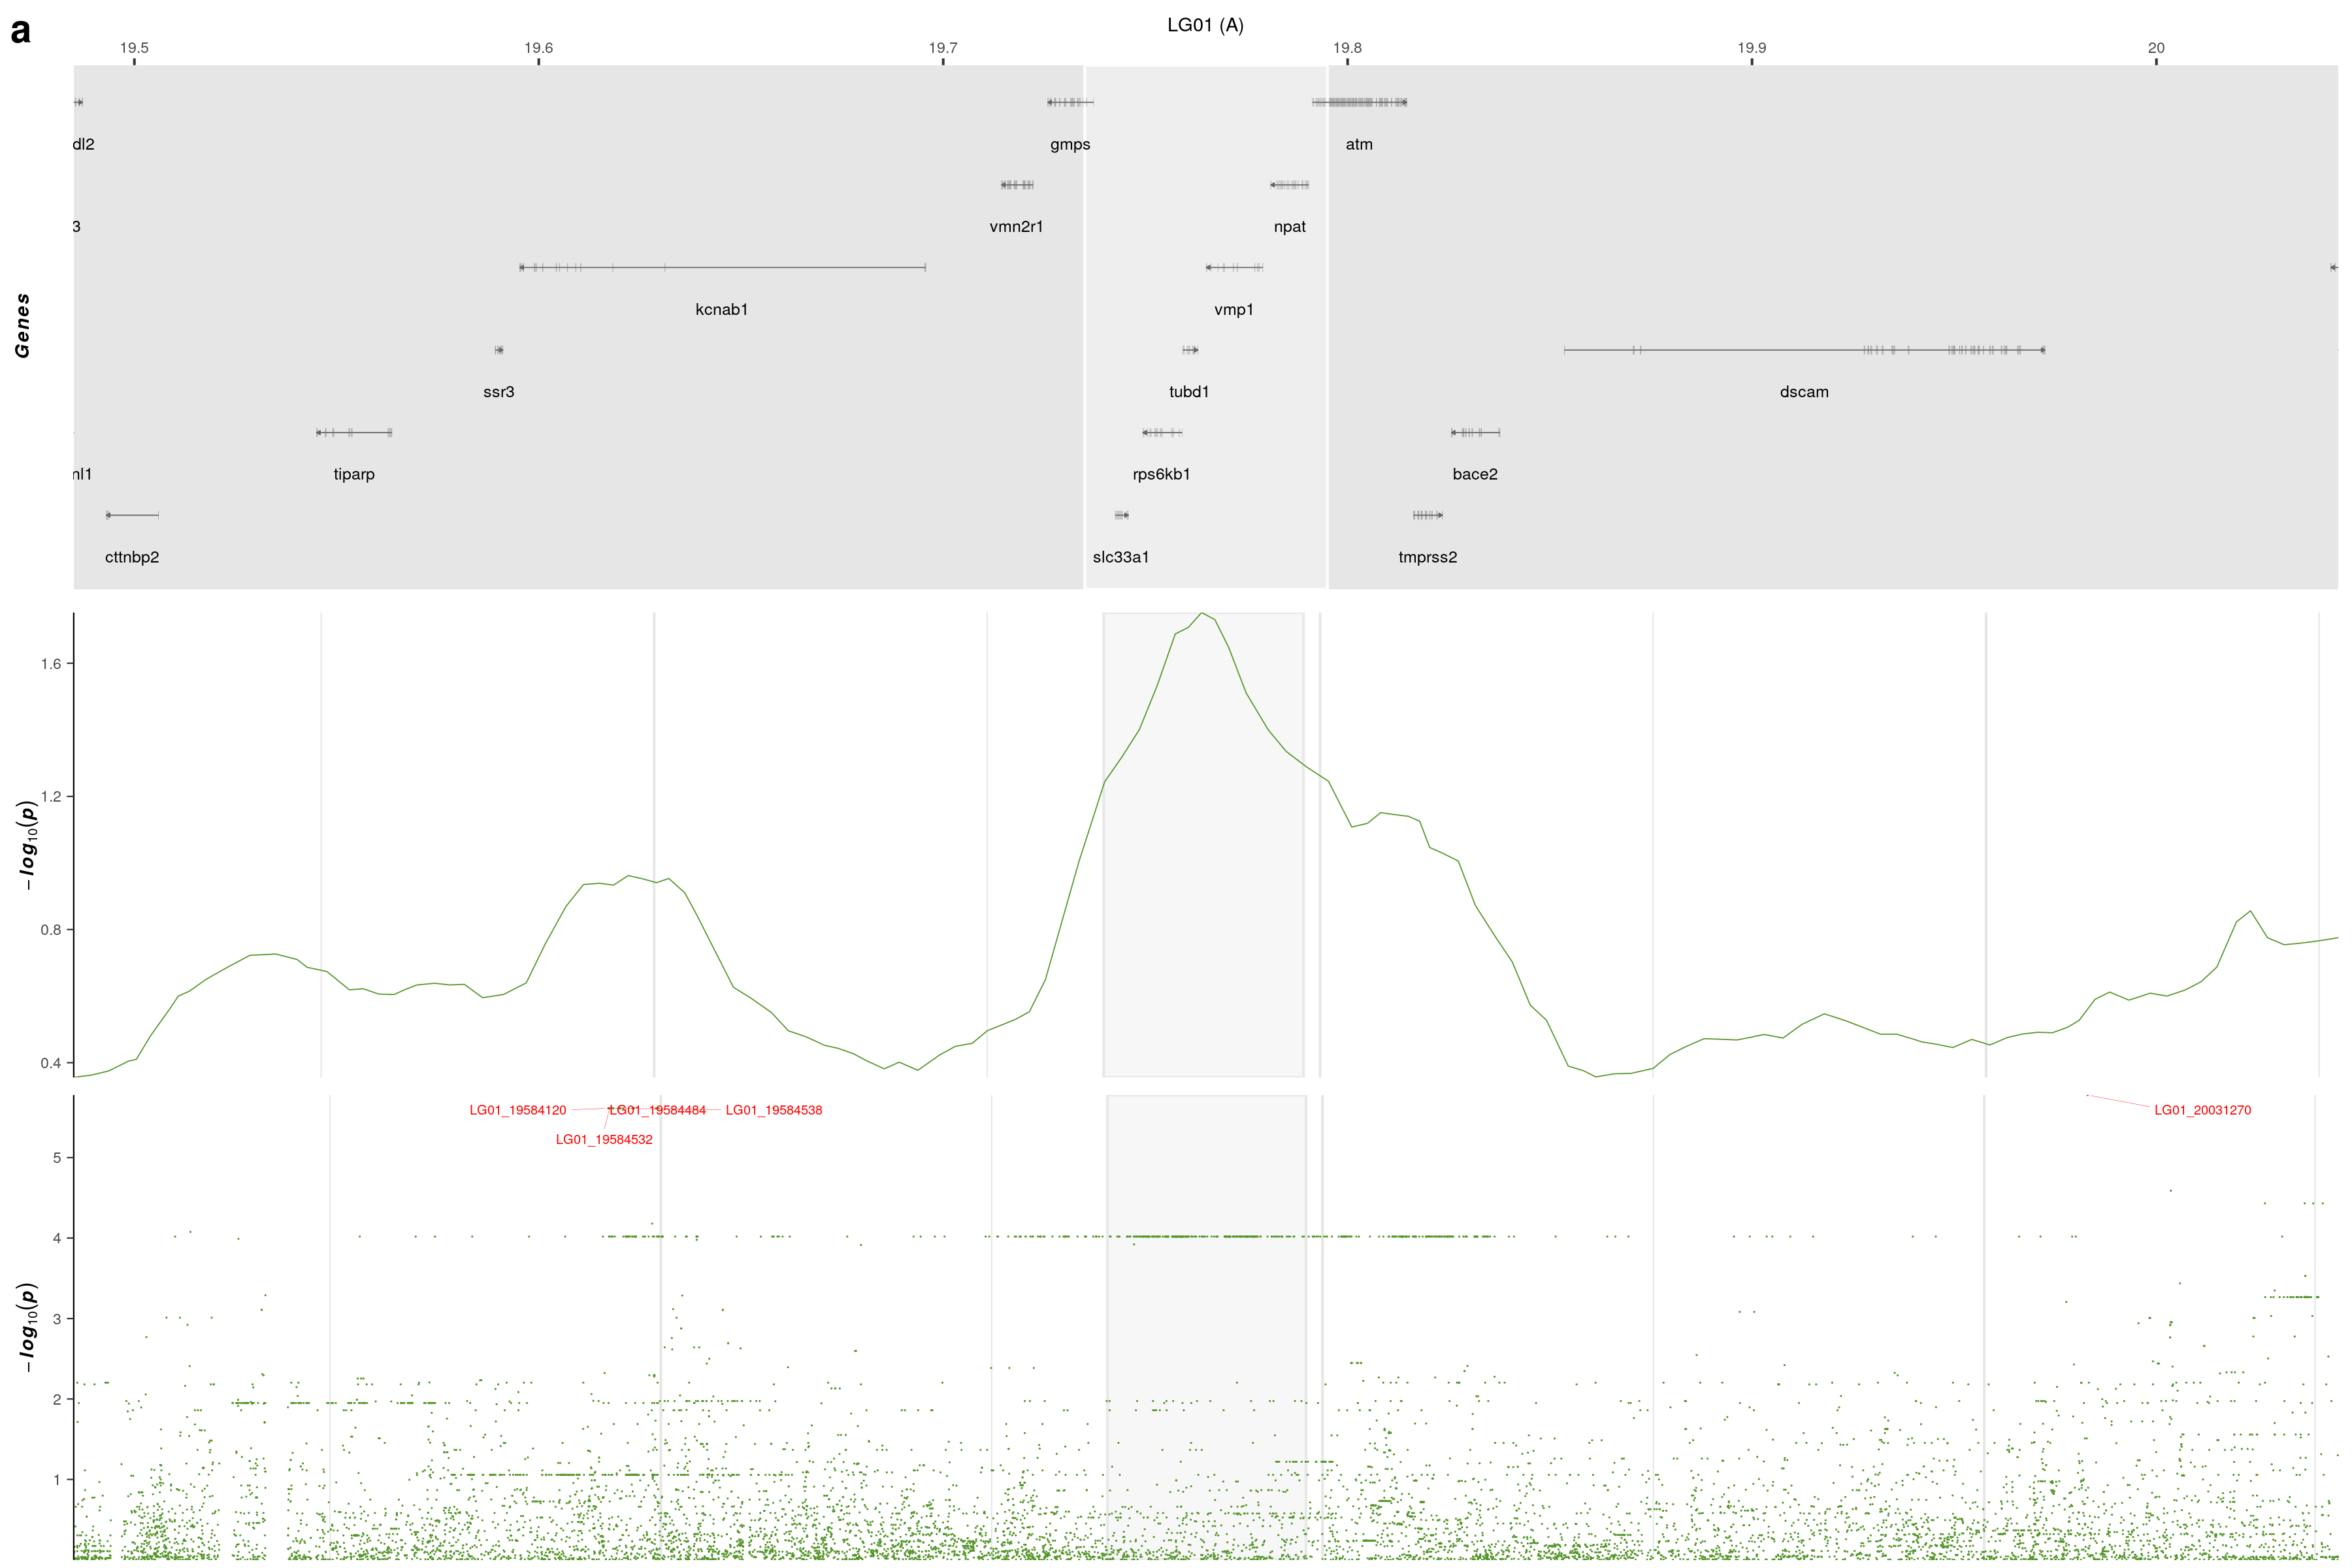 a
LG01 (A)
19.5 19.6 19.7 19.8 19.9 20
Genes
dl2 gmps atm
3 vmn2r1 npat
kcnab1 vmp1
ssr3 tubd1 dscam
nl1 tiparp rps6kb1 bace2
cttnbp2 slc33a1 tmprss2
−log10(p)
1.6
1.2
0.8
0.4
−log10(p)
LG01_19584120 LG01_19584484 LG01_19584538 LG01_20031270
LG01_19584532
5
4
3
2
1